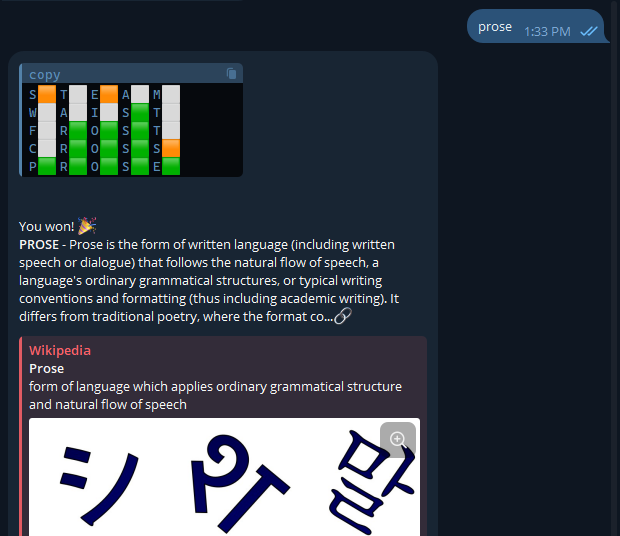 prose 1:33 PM
copy
S T E A M
W A I S T
F R O S T
C R O S S
P R O S E
You won! 🎉
PROSE - Prose is the form of written language (including written
speech or dialogue) that follows the natural flow of speech, a
language's ordinary grammatical structures, or typical writing
conventions and formatting (thus including academic writing). It
differs from traditional poetry, where the format co...🔗
Wikipedia
Prose
form of language which applies ordinary grammatical structure
and natural flow of speech
シ श 말